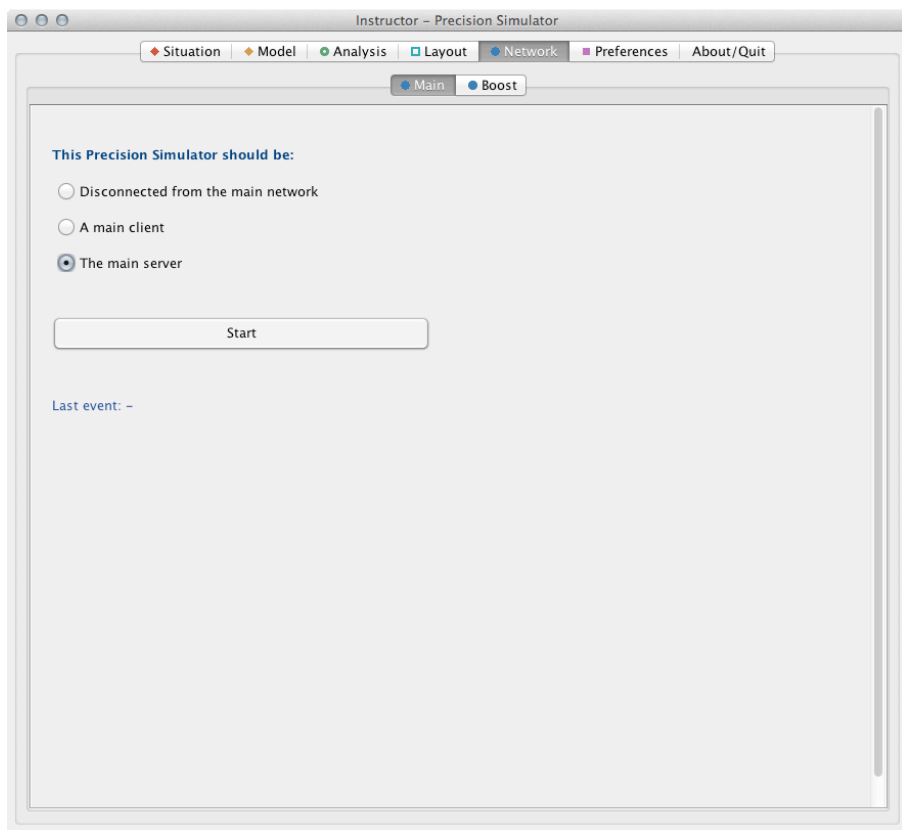 Instructor – Precision Simulator
Situation Model Analysis Layout Network Preferences About/Quit
Main Boost
This Precision Simulator should be:
Disconnected from the main network
A main client
The main server
Start
Last event: –